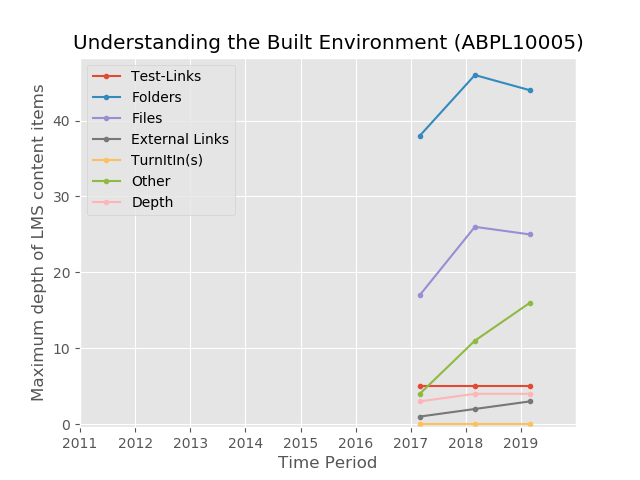 Understanding the Built Environment (ABPL10005)
Test-Links
Folders
Files
External Links
TurnItIn(s)
Other
Depth
Maximum depth of LMS content items
40
30
20
10
0
2011 2012 2013 2014 2015 2016 2017 2018 2019
Time Period